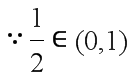 ∵ 1/2 ∈ (0,1)